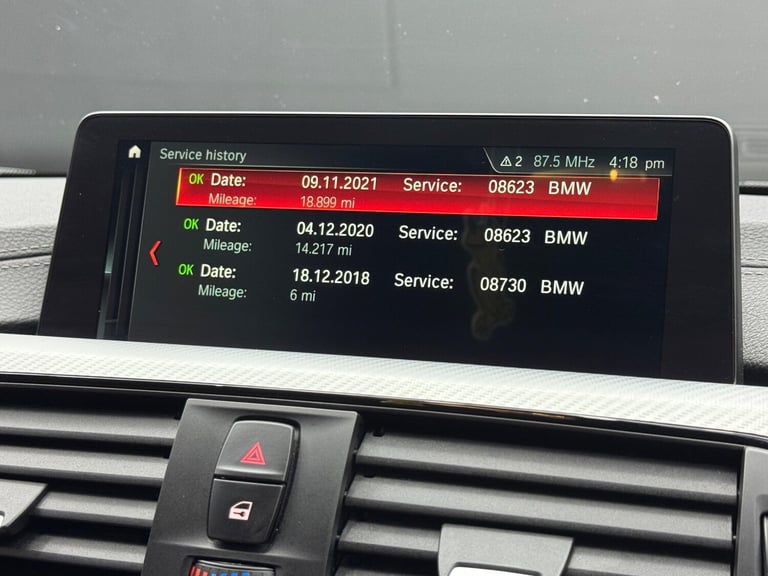 Service history 2 87.5 MHz 4:18 pm
OK Date: 09.11.2021 Service: 08623 BMW
Mileage: 18.899 mi
OK Date: 04.12.2020 Service: 08623 BMW
Mileage: 14.217 mi
OK Date: 18.12.2018 Service: 08730 BMW
Mileage: 6 mi